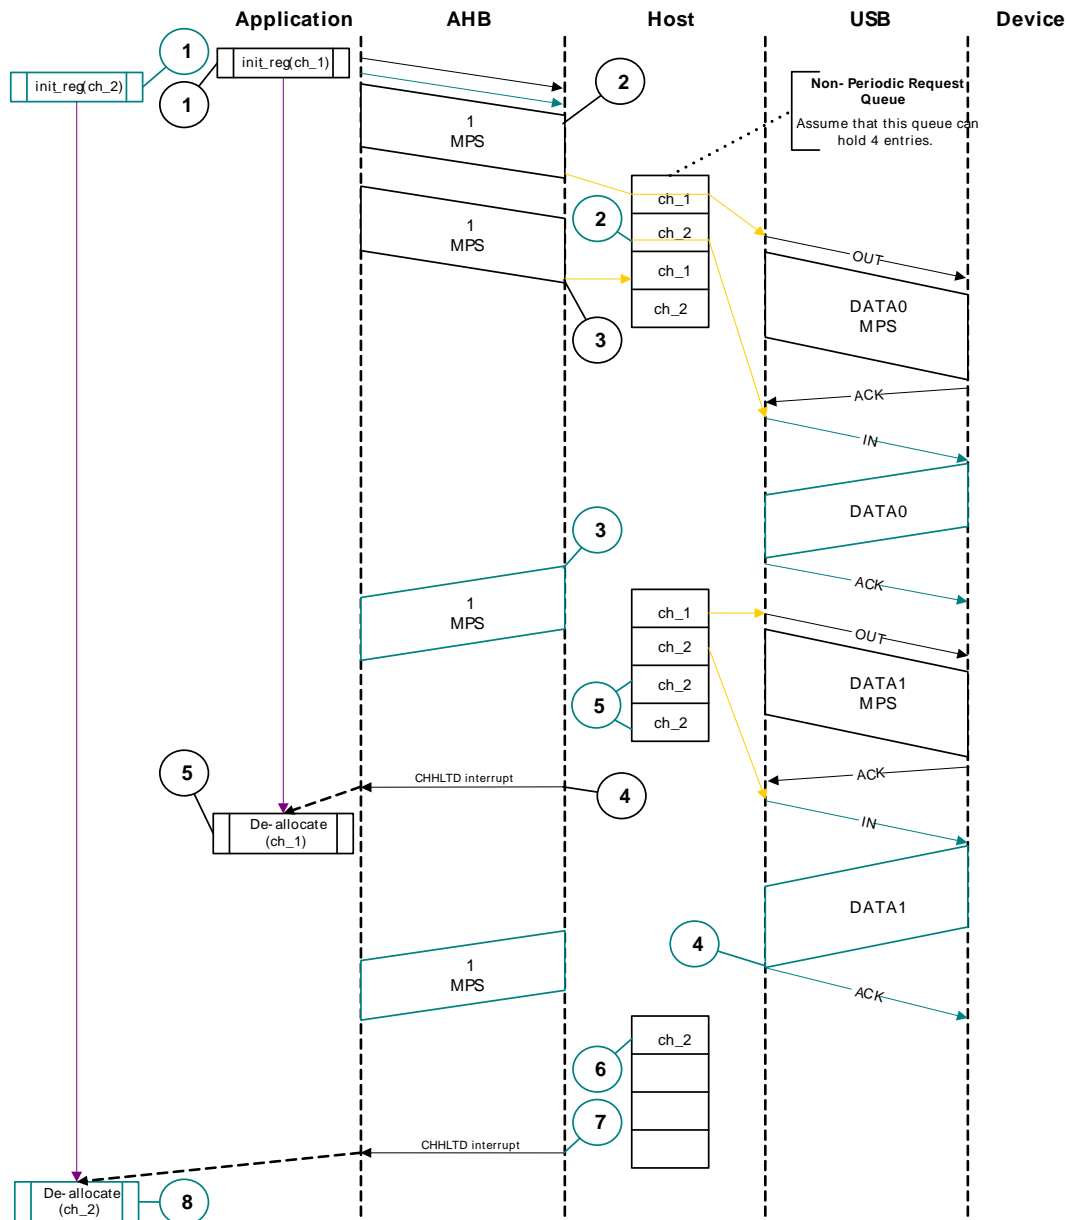 Application AHB Host USB Device
1
init_reg(ch_1)
init_reg(ch_2)
1
2
Non- Periodic Request
Queue
Assume that this queue can
hold 4 entries.
1
MPS
ch_1
2
ch_2
1
MPS
OUT
ch_1
ch_2
DATA0
MPS
3
ACK
IN
3
DATA0
ACK
1
MPS
ch_1
OUT
ch_2
ch_2
5
ch_2
DATA1
MPS
5
CHHLTD interrupt
4
ACK
De- allocate
(ch_1)
IN
DATA1
4
1
MPS
ACK
ch_2
6
7
CHHLTD interrupt
De- allocate
(ch_2)
8